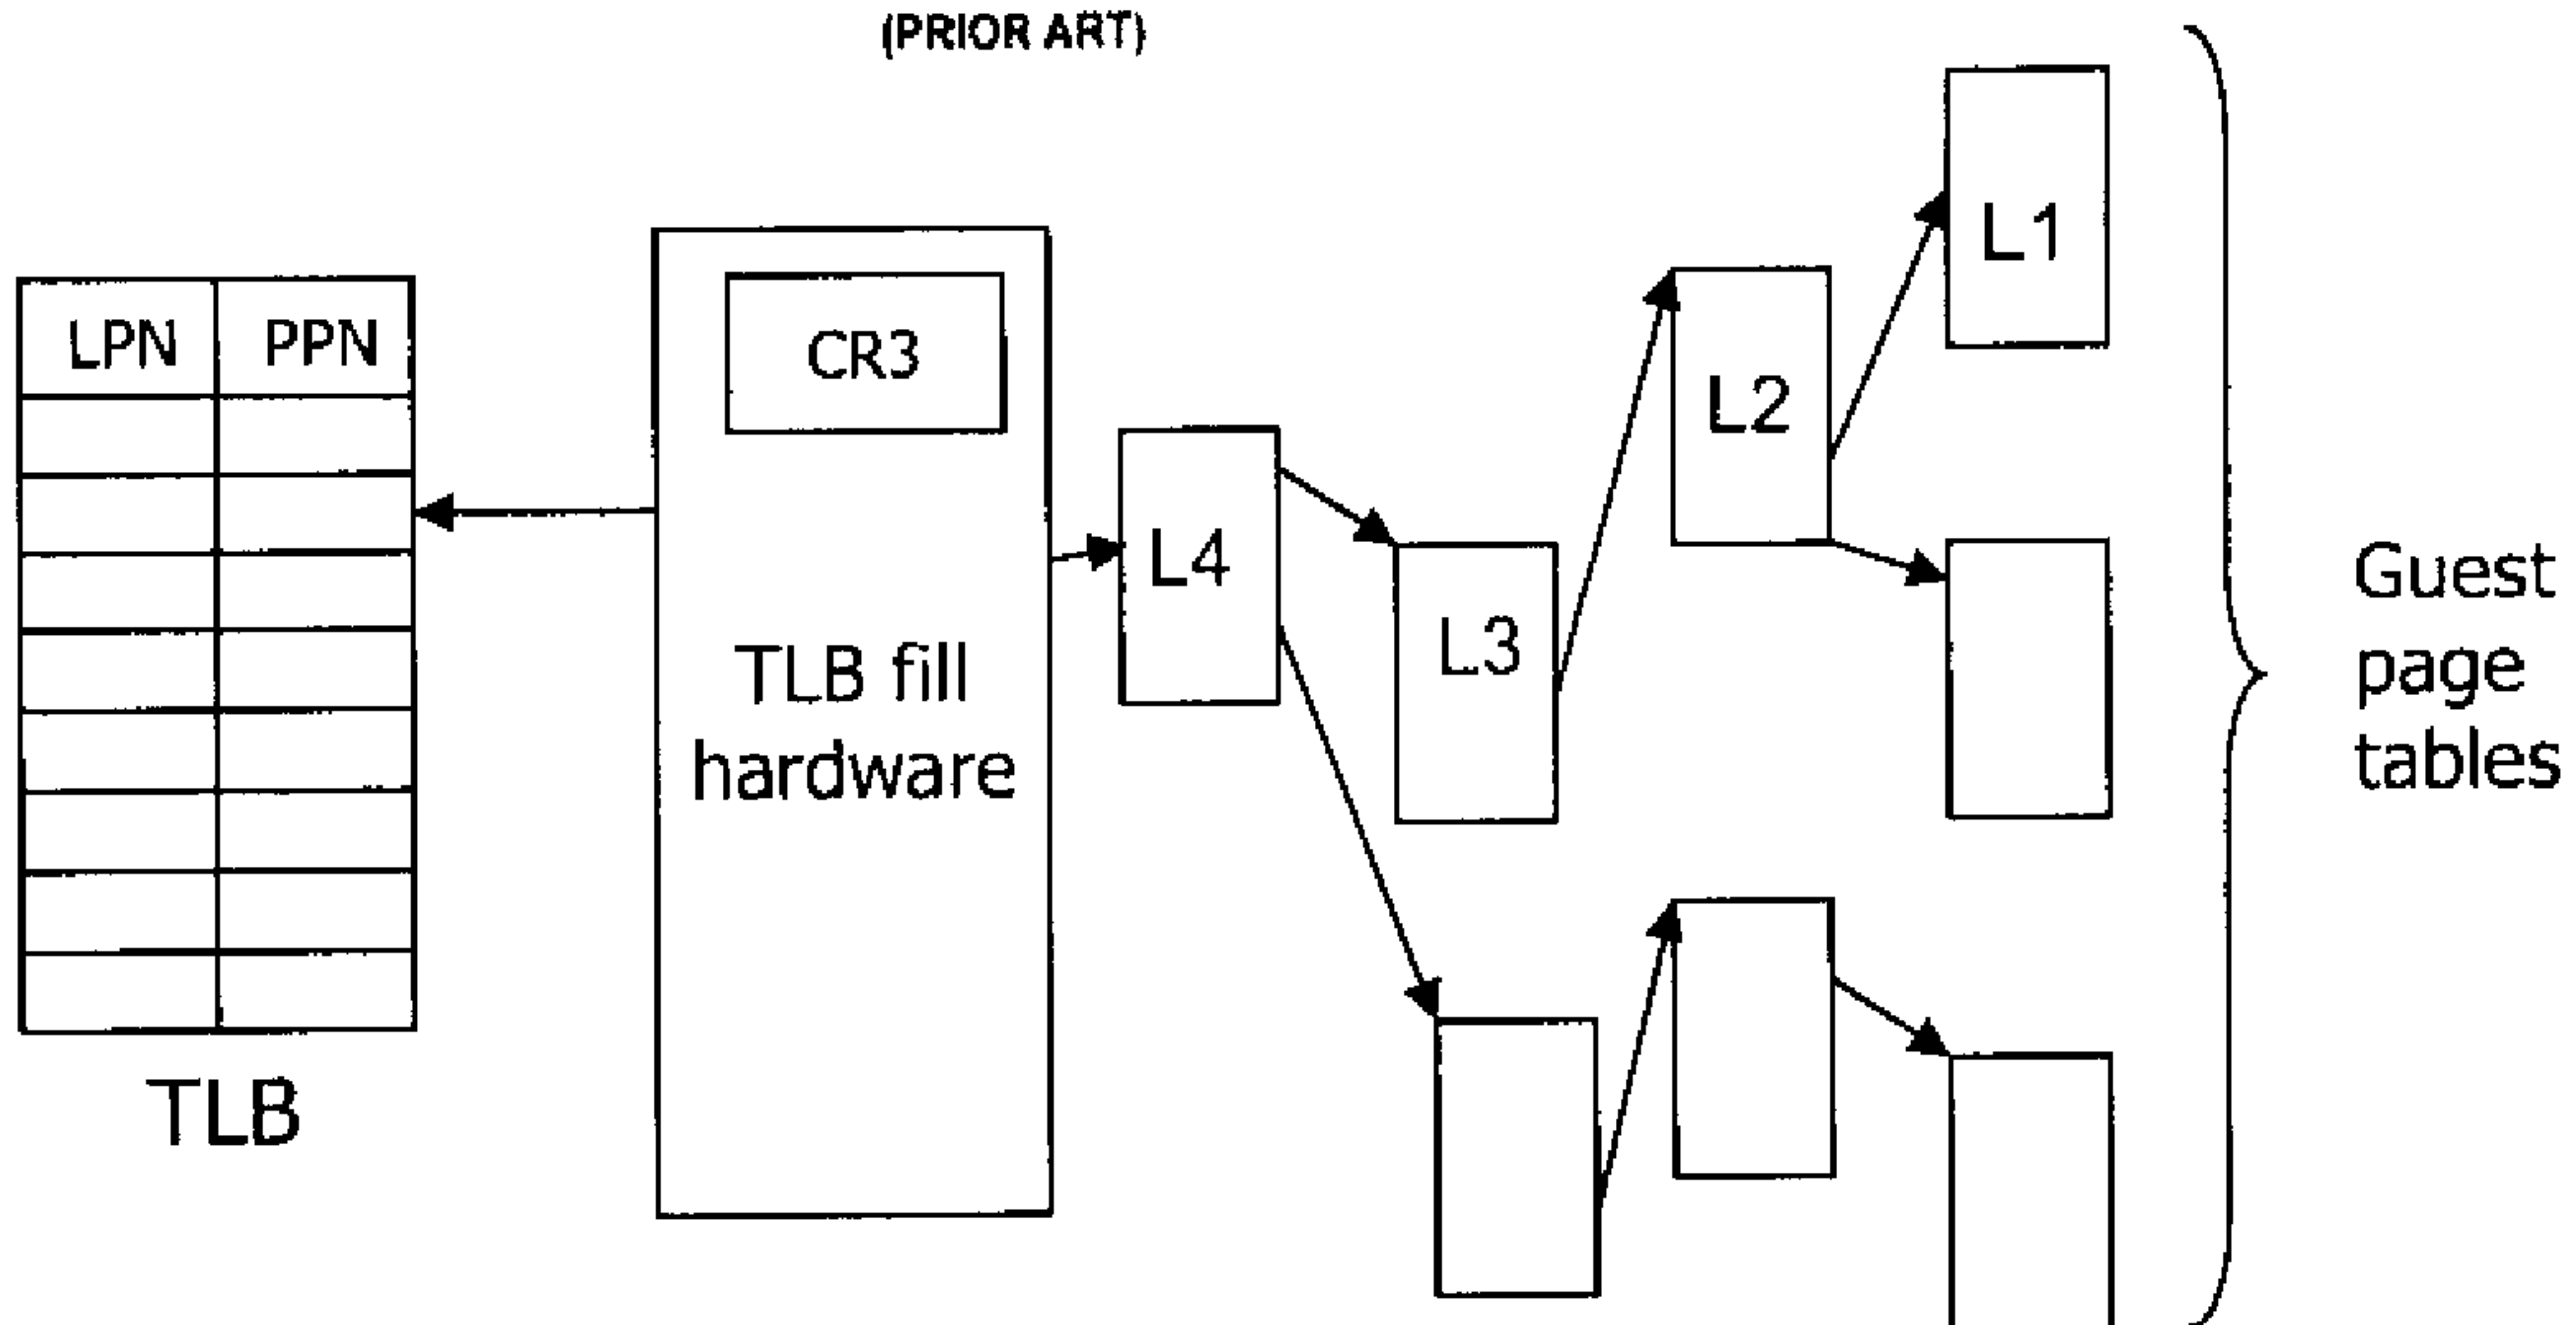 (PRIOR ART)
LPN PPN
TLB
CR3
TLB fill
hardware
L4
L3
L2
L1
Guest
page
tables